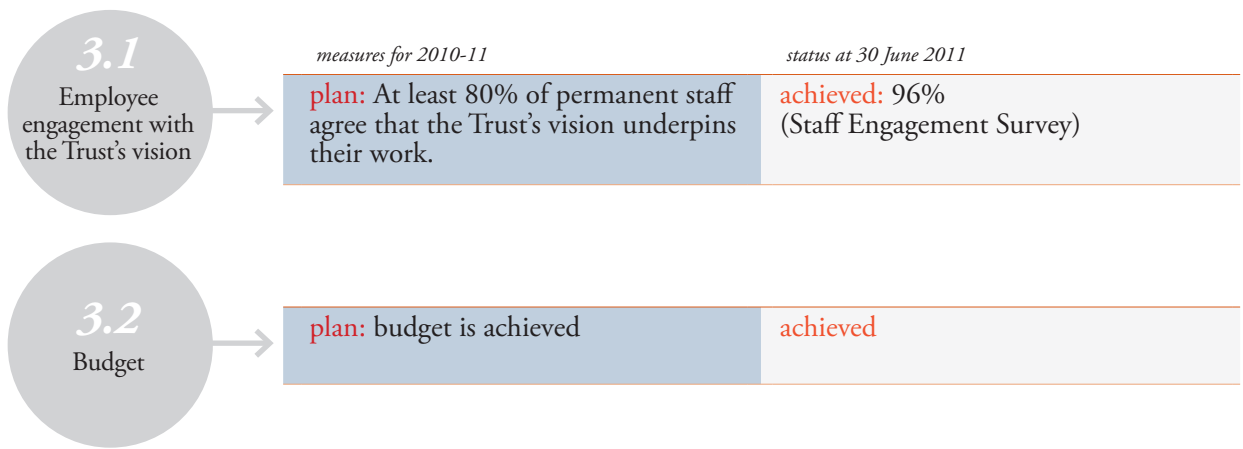 3.1
Employee
engagement with
the Trust’s vision
measures for 2010-11
status at 30 June 2011
plan: At least 80% of permanent staff
agree that the Trust’s vision underpins
their work.
achieved: 96%
(Staff Engagement Survey)
3.2
Budget
plan: budget is achieved
achieved